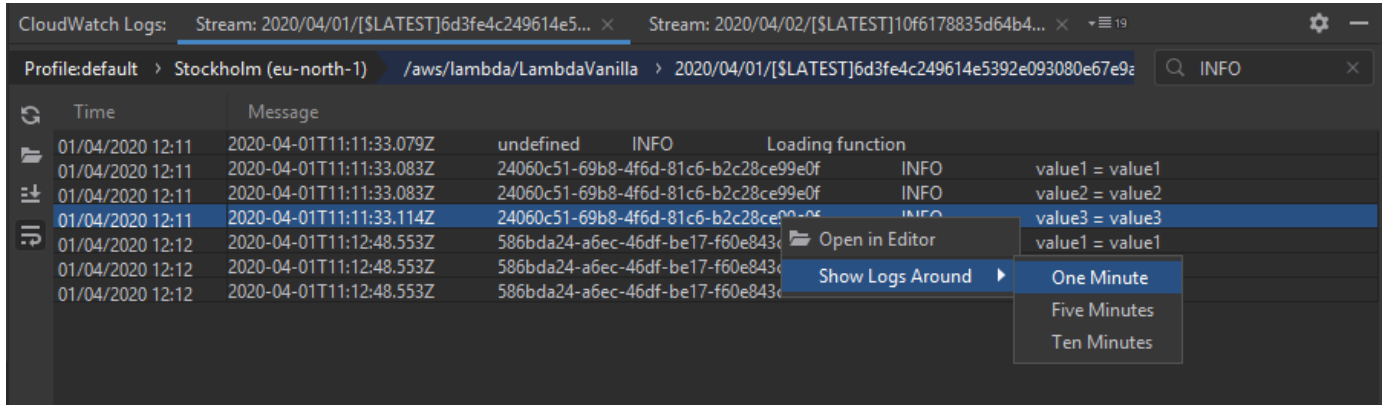 CloudWatch Logs: Stream: 2020/04/01/[$LATEST]6d3fe4c249614e5... Stream: 2020/04/02/[$LATEST]10f6178835d64b4... 19
Profile:default > Stockholm (eu-north-1) /aws/lambda/LambdaVanilla > 2020/04/01/[$LATEST]6d3fe4c249614e5392e093080e67e9a INFO
Time Message
01/04/2020 12:11 2020-04-01T11:11:33.079Z undefined INFO Loading function
01/04/2020 12:11 2020-04-01T11:11:33.083Z 24060c51-69b8-4f6d-81c6-b2c28ce99e0f INFO value1 = value1
01/04/2020 12:11 2020-04-01T11:11:33.083Z 24060c51-69b8-4f6d-81c6-b2c28ce99e0f INFO value2 = value2
01/04/2020 12:11 2020-04-01T11:11:33.114Z 24060c51-69b8-4f6d-81c6-b2c28ce99e0f INFO value3 = value3
01/04/2020 12:12 2020-04-01T11:12:48.553Z 586bda24-a6ec-46df-be17-f60e843c value1 = value1
01/04/2020 12:12 2020-04-01T11:12:48.553Z 586bda24-a6ec-46df-be17-f60e843c
01/04/2020 12:12 2020-04-01T11:12:48.553Z 586bda24-a6ec-46df-be17-f60e843c
Open in Editor
Show Logs Around
One Minute
Five Minutes
Ten Minutes